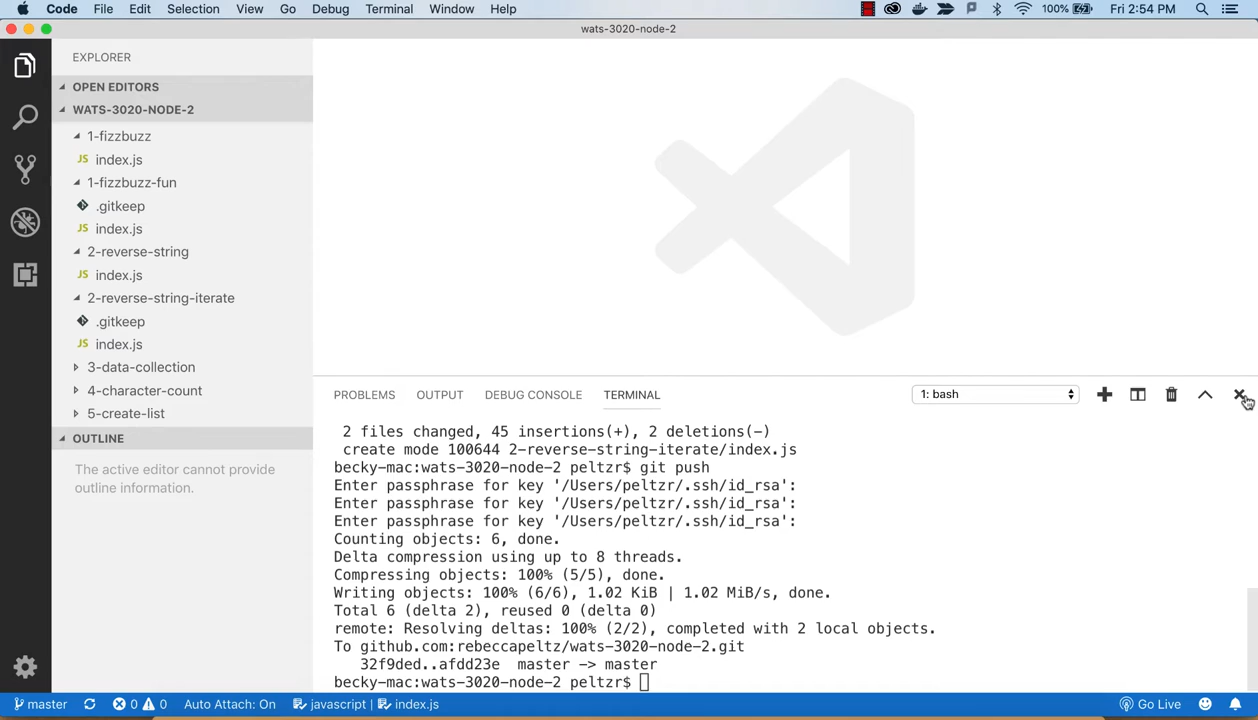 Code File Edit Selection View Go Debug Terminal Window Help 100% Fri 2:54 PM
wats-3020-node-2
EXPLORER
OPEN EDITORS
WATS-3020-NODE-2
1-fizzbuzz
JS index.js
1-fizzbuzz-fun
.gitkeep
JS index.js
2-reverse-string
JS index.js
2-reverse-string-iterate
.gitkeep
JS index.js
3-data-collection
4-character-count
5-create-list
OUTLINE
The active editor cannot provide
outline information.
PROBLEMS OUTPUT DEBUG CONSOLE TERMINAL 1: bash
2 files changed, 45 insertions(+), 2 deletions(-)
create mode 100644 2-reverse-string-iterate/index.js
becky-mac:wats-3020-node-2 peltzr$ git push
Enter passphrase for key '/Users/peltzr/.ssh/id_rsa':
Enter passphrase for key '/Users/peltzr/.ssh/id_rsa':
Enter passphrase for key '/Users/peltzr/.ssh/id_rsa':
Counting objects: 6, done.
Delta compression using up to 8 threads.
Compressing objects: 100% (5/5), done.
Writing objects: 100% (6/6), 1.02 KiB | 1.02 MiB/s, done.
Total 6 (delta 2), reused 0 (delta 0)
remote: Resolving deltas: 100% (2/2), completed with 2 local objects.
To github.com:rebeccapeltz/wats-3020-node-2.git
32f9ded..afdd23e master -> master
becky-mac:wats-3020-node-2 peltzr$
master 0 0 Auto Attach: On javascript | index.js Go Live